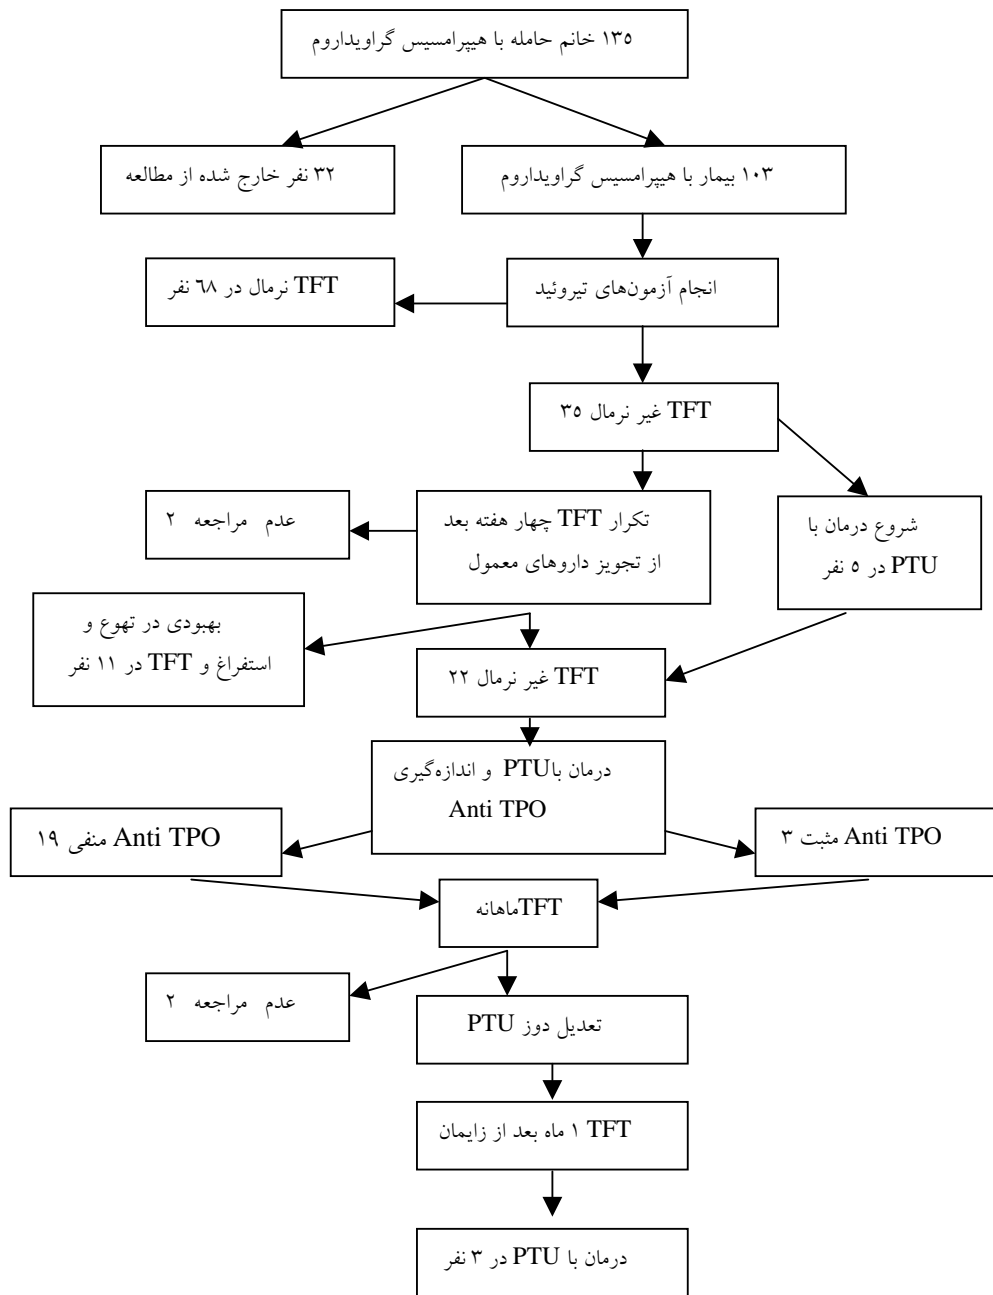 ۱۳۵ خانم حامله با هیپرامسیس گراویداروم
۱۰۳ بیمار با هیپرامسیس گراویداروم
۳۲ نفر خارج شده از مطالعه
انجام آزمون‌های تیروئید
TFT نرمال در ٦۸ نفر
TFT غیر نرمال ۳۵
تکرار TFT چهار هفته بعد
از تجویز داروهای معمول
عدم مراجعه ۲
شروع درمان با
PTU در ٥ نفر
بهبودی در تهوع و
استفراغ و TFT در ۱۱ نفر
TFT غیر نرمال ۲۲
درمان باPTU و اندازه‌گیری
Anti TPO
Anti TPO مثبت ۳
Anti TPO منفی ۱۹
TFTماهانه
عدم مراجعه ۲
تعدیل دوز PTU
TFT ۱ ماه بعد از زایمان
درمان با PTU در ۳ نفر